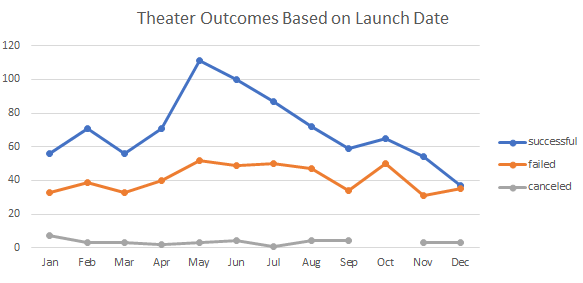 Theater Outcomes Based on Launch Date
120
100
80
60
40
20
0
Jan Feb Mar Apr May Jun Jul Aug Sep Oct Nov Dec
successful
failed
canceled